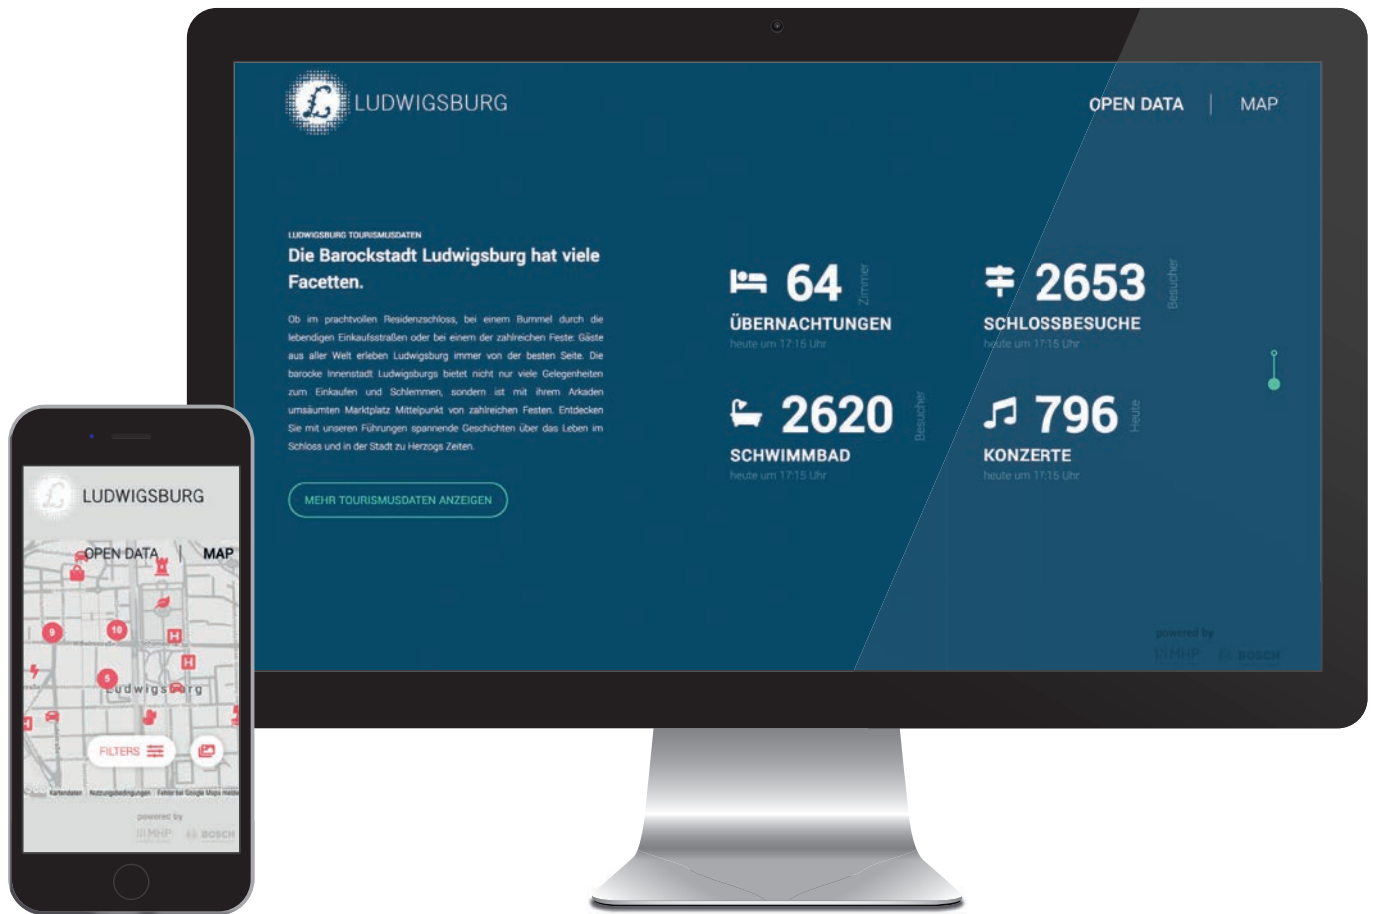 LUDWIGSBURG
OPEN DATA | MAP
LUDWIGSBURG TOURISMUSDATEN
Die Barockstadt Ludwigsburg hat viele
Facetten.
Ob im prachtvollen Residenzschloss, bei einem Bummel durch die
lebendigen Einkaufsstraßen oder bei einem der zahlreichen Feste: Gäste
aus aller Welt erleben Ludwigsburg immer von der besten Seite. Die
barocke Innenstadt Ludwigsburgs bietet nicht nur viele Gelegenheiten
zum Einkaufen und Schlemmen, sondern ist mit ihrem Arkaden
umsäumten Marktplatz Mittelpunkt von zahlreichen Festen. Entdecken
Sie mit unseren Führungen spannende Geschichten über das Leben im
Schloss und in der Stadt zu Herzogs Zeiten.
MEHR TOURISMUSDATEN ANZEIGEN
64 Zimmer
ÜBERNACHTUNGEN
heute um 17:15 Uhr
2653 Besucher
SCHLOSSBESUCHE
heute um 17:15 Uhr
2620 Besucher
SCHWIMMBAD
heute um 17:15 Uhr
796 Heute
KONZERTE
heute um 17:15 Uhr
powered by
MHP BOSCH
LUDWIGSBURG
OPEN DATA | MAP
9
10
H
H
5
Ludwigsburg
FILTERS
Kartendaten Nutzungsbedingungen Fehler bei Google Maps
powered by
MHP BOSCH